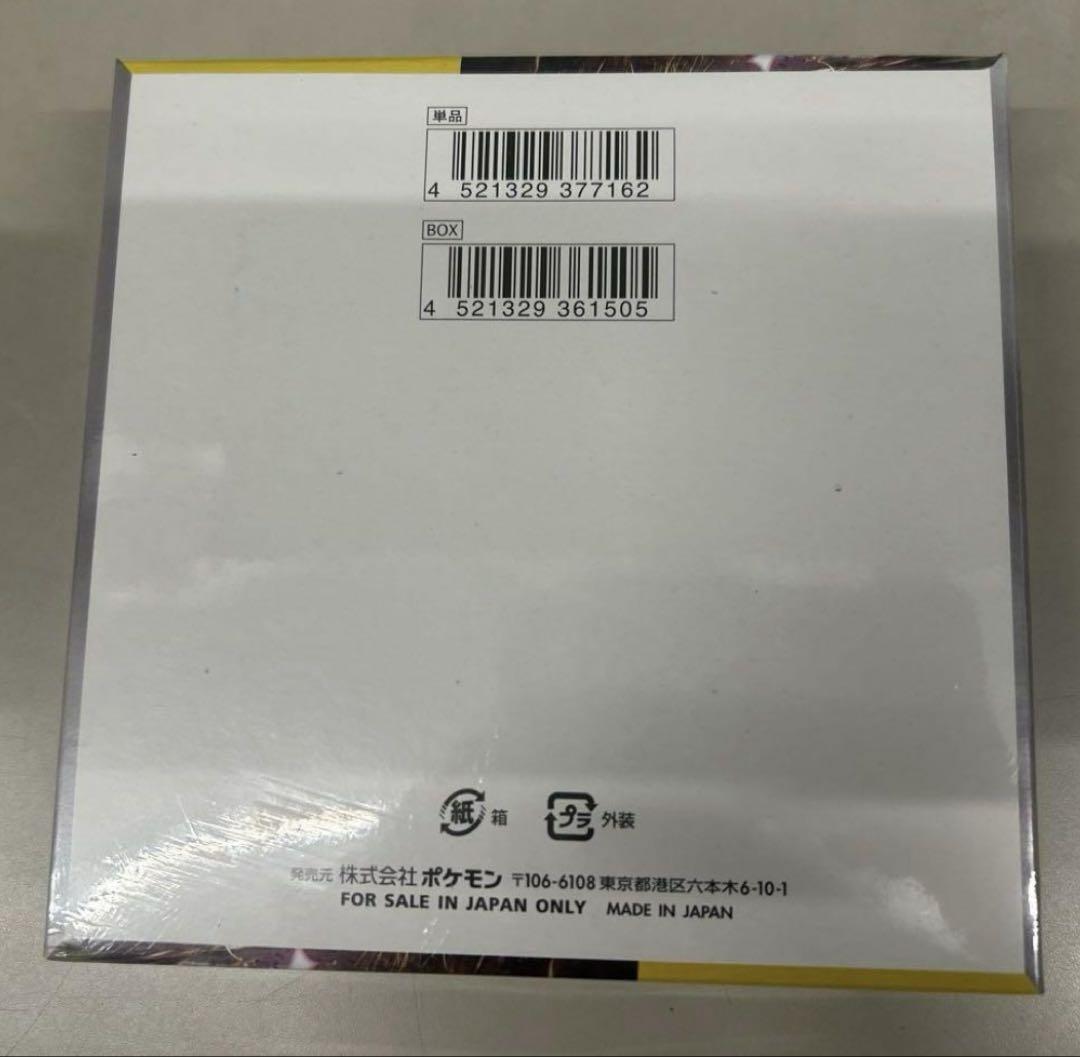 単品
4 521329 377162
BOX
4 521329 361505
紙 箱 プラ 外装
発売元 株式会社ポケモン 〒106-6108 東京都港区六本木6-10-1
FOR SALE IN JAPAN ONLY MADE IN JAPAN